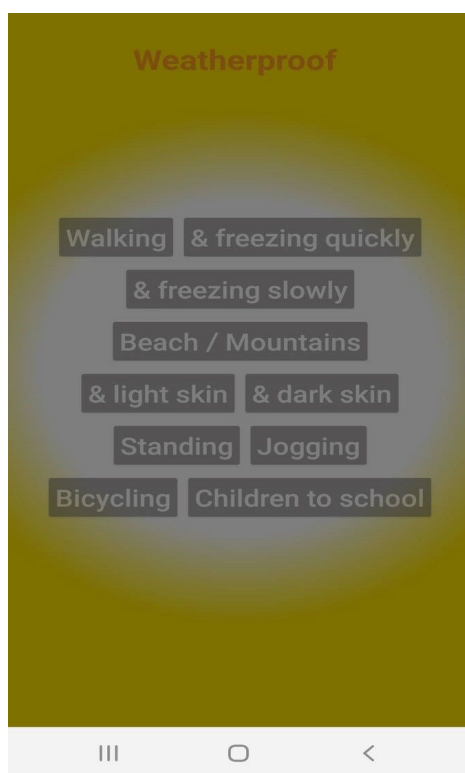 Weatherproof
Walking & freezing quickly
& freezing slowly
Beach / Mountains
& light skin & dark skin
Standing Jogging
Bicycling Children to school